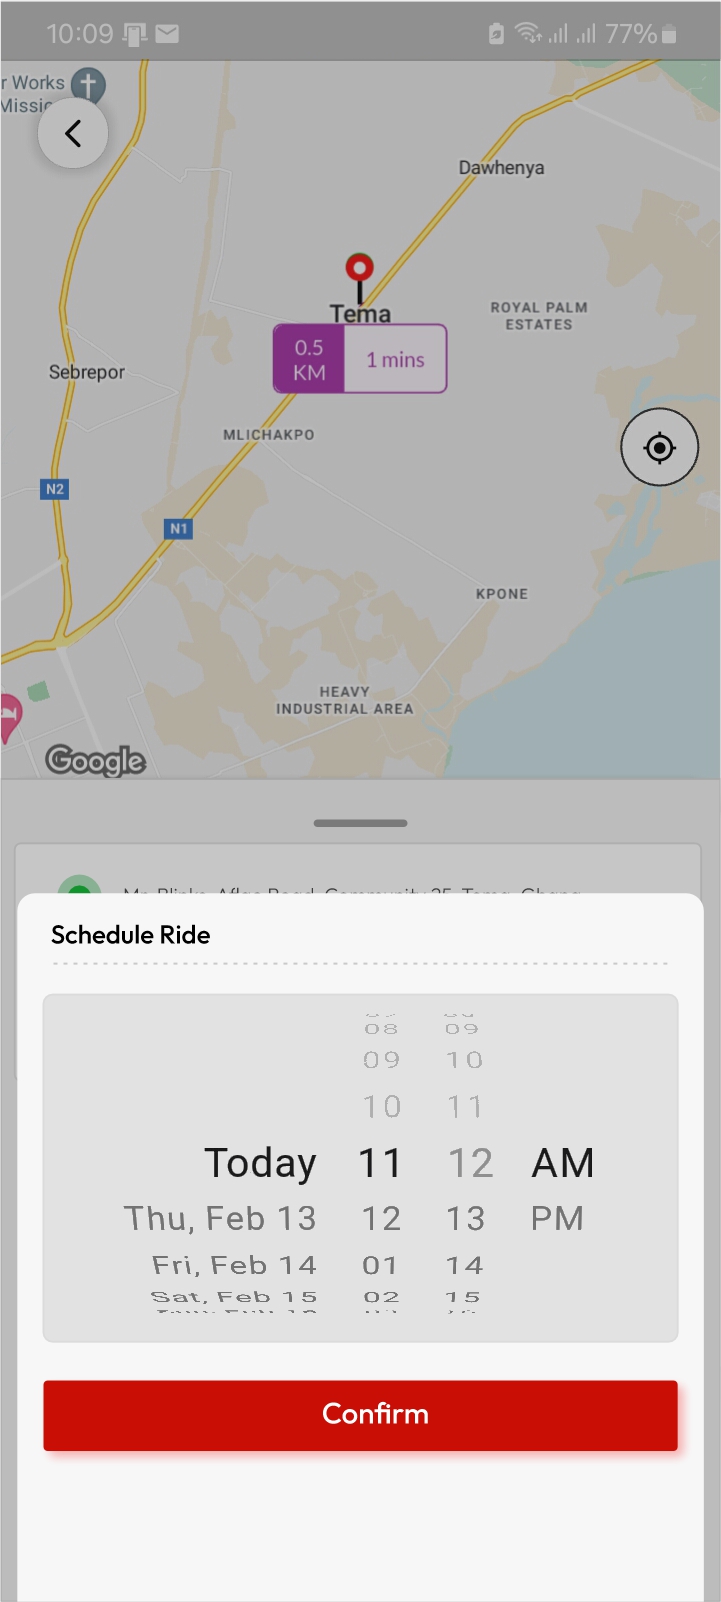 10:09
77%
r Works
Missic
Dawhenya
Tema
ROYAL PALM
ESTATES
0.5
KM
1 mins
Sebrepor
MLICHAKPO
N2
N1
KPONE
HEAVY
INDUSTRIAL AREA
Google
Schedule Ride
08 09
09 10
10 11
Today 11 12 AM
Thu, Feb 13 12 13 PM
Fri, Feb 14 01 14
Sat, Feb 15 02 15
Confirm